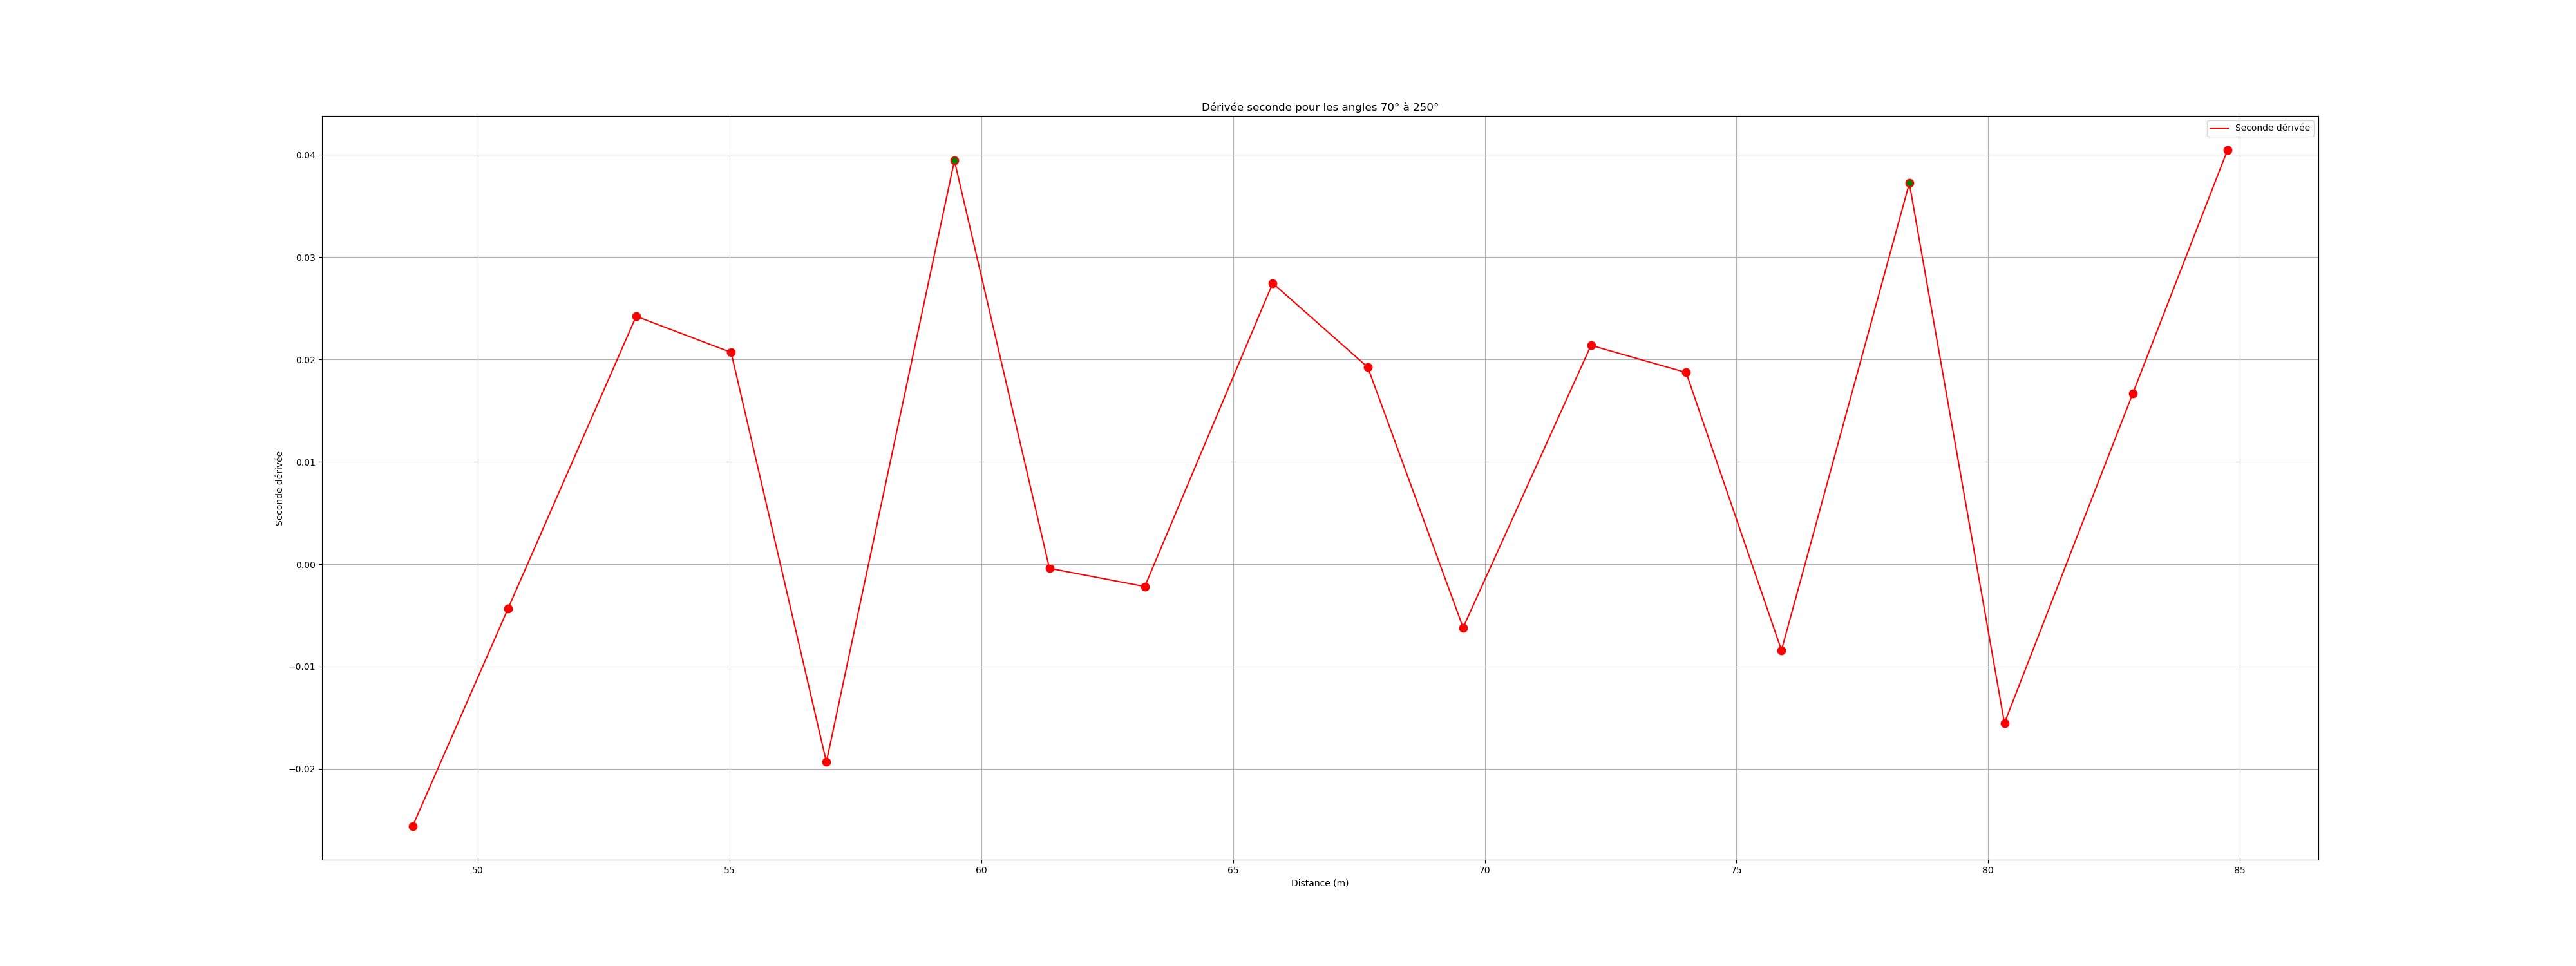 Dérivée seconde pour les angles 70° à 250°
Seconde dérivée
0.04
0.03
0.02
0.01
0.00
−0.01
−0.02
Seconde dérivée
50 55 60 65 70 75 80 85
Distance (m)